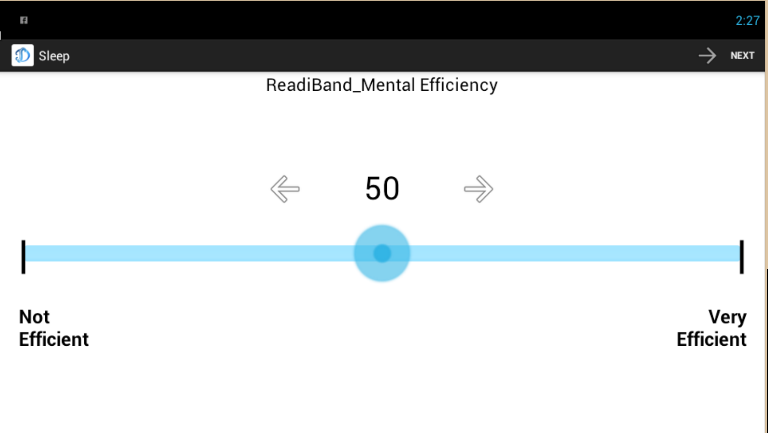 2:27
Sleep
NEXT
ReadiBand_Mental Efficiency
50
Not
Efficient
Very
Efficient